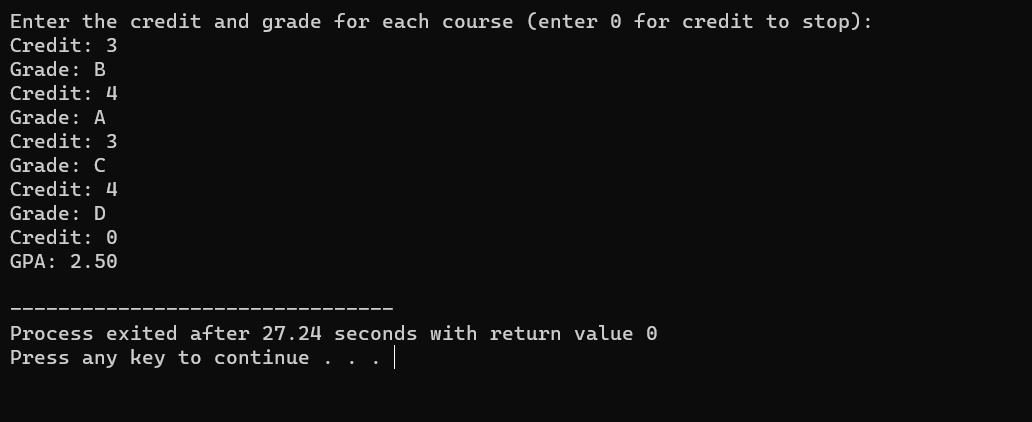 Enter the credit and grade for each course (enter 0 for credit to stop):
Credit: 3
Grade: B
Credit: 4
Grade: A
Credit: 3
Grade: C
Credit: 4
Grade: D
Credit: 0
GPA: 2.50
--------------------------------
Process exited after 27.24 seconds with return value 0
Press any key to continue . . .